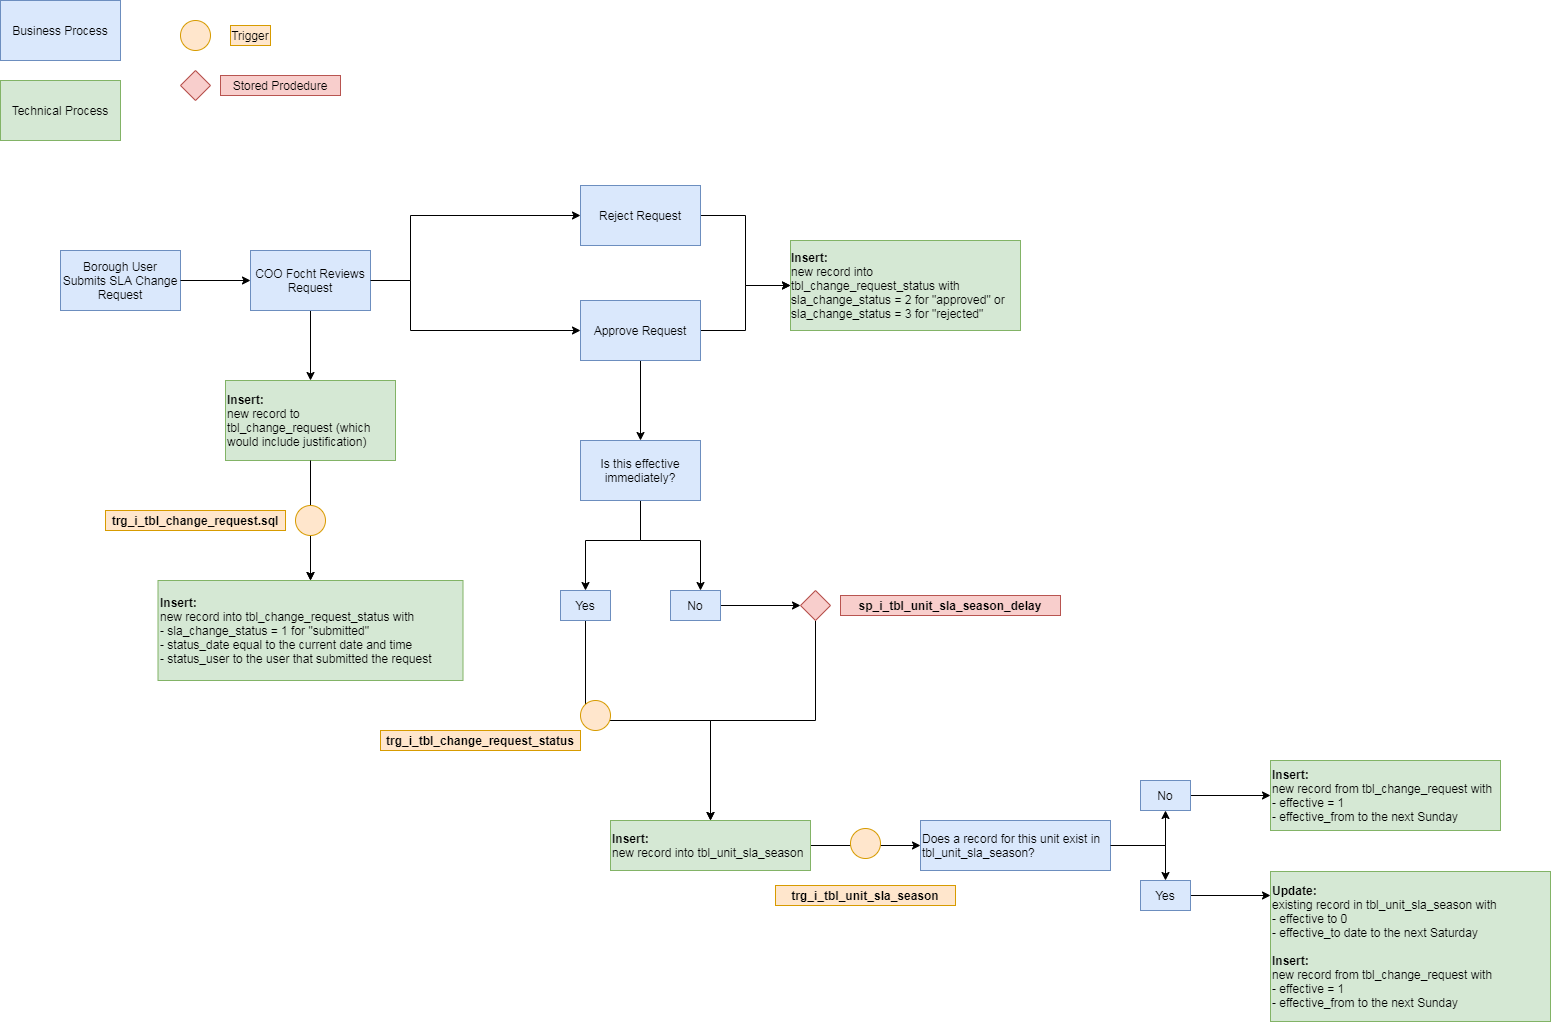 Business Process
Trigger
Stored Prodedure
Technical Process
Reject Request
Borough User
Submits SLA Change
Request
COO Focht Reviews
Request
Approve Request
Insert:
new record into
tbl_change_request_status with
sla_change_status = 2 for "approved" or
sla_change_status = 3 for "rejected"
Insert:
new record to
tbl_change_request (which
would include justification)
Is this effective
immediately?
trg_i_tbl_change_request.sql
Insert:
new record into tbl_change_request_status with
- sla_change_status = 1 for "submitted"
- status_date equal to the current date and time
- status_user to the user that submitted the request
Yes
No
sp_i_tbl_unit_sla_season_delay
trg_i_tbl_change_request_status
Insert:
new record into tbl_unit_sla_season
trg_i_tbl_unit_sla_season
Does a record for this unit exist in
tbl_unit_sla_season?
No
Insert:
new record from tbl_change_request with
- effective = 1
- effective_from to the next Sunday
Yes
Update:
existing record in tbl_unit_sla_season with
- effective to 0
- effective_to date to the next Saturday
Insert:
new record from tbl_change_request with
- effective = 1
- effective_from to the next Sunday